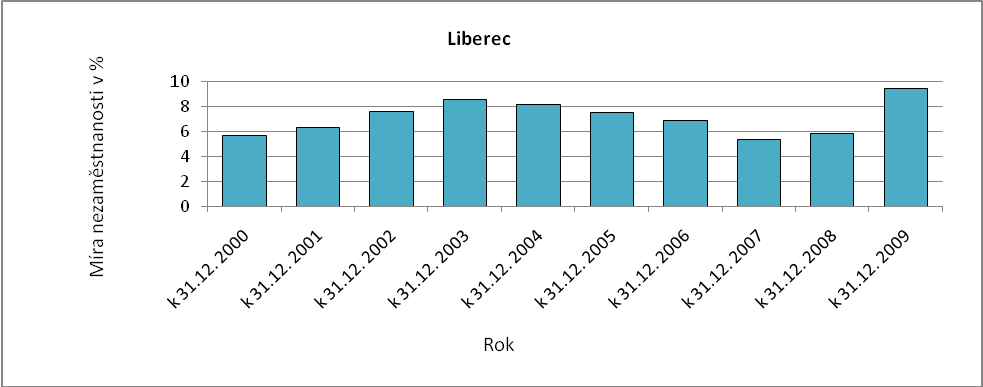 Liberec
Míra nezaměstnanosti v %
10
8
6
4
2
0
k 31.12. 2000
k 31.12. 2001
k 31.12. 2002
k 31.12. 2003
k 31.12. 2004
k 31.12. 2005
k 31.12. 2006
k 31.12. 2007
k 31.12. 2008
k 31.12. 2009
Rok